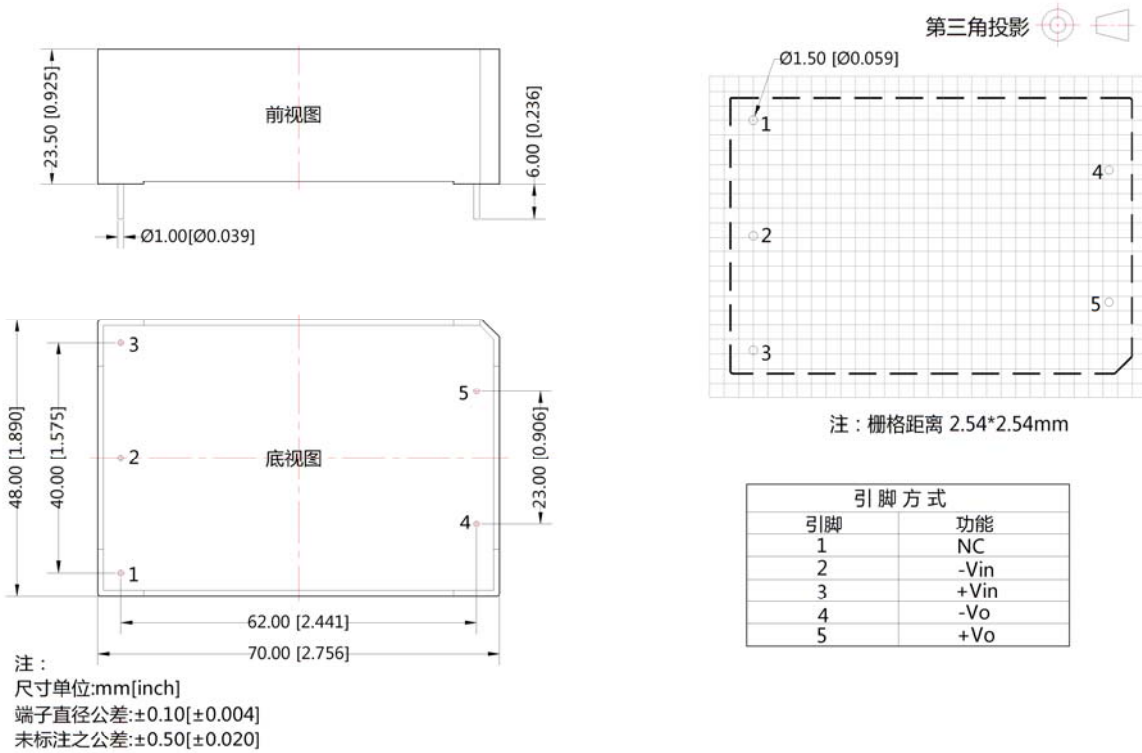 第三角投影
23.50 [0.925]
前视图
6.00 [0.236]
Ø1.00[Ø0.039]
Ø1.50 [Ø0.059]
1
4
2
5
3
注：栅格距离 2.54*2.54mm
48.00 [1.890]
40.00 [1.575]
3
5
2
底视图
4
1
23.00 [0.906]
62.00 [2.441]
70.00 [2.756]
引脚方式
引脚 功能
1 NC
2 -Vin
3 +Vin
4 -Vo
5 +Vo
注：
尺寸单位:mm[inch]
端子直径公差:±0.10[±0.004]
未标注之公差:±0.50[±0.020]